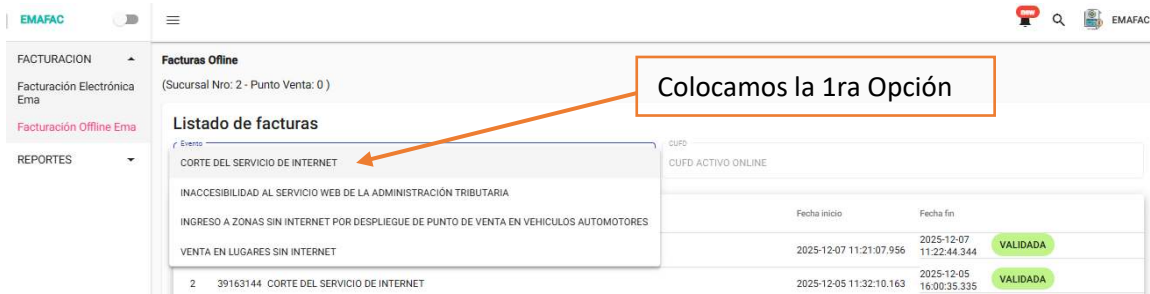 EMAFAC
new
EMAFAC
FACTURACION
Facturación Electrónica
Ema
Facturación Offline Ema
REPORTES
Facturas Ofline
(Sucursal Nro: 2 - Punto Venta: 0 )
Colocamos la 1ra Opción
Listado de facturas
Evento
CUFD
CORTE DEL SERVICIO DE INTERNET
CUFD ACTIVO ONLINE
INACCESIBILIDAD AL SERVICIO WEB DE LA ADMINISTRACIÓN TRIBUTARIA
INGRESO A ZONAS SIN INTERNET POR DESPLIEGUE DE PUNTO DE VENTA EN VEHICULOS AUTOMOTORES
VENTA EN LUGARES SIN INTERNET
Fecha inicio Fecha fin
2025-12-07 11:21:07.956 2025-12-07 11:22:44.344 VALIDADA
2 39163144 CORTE DEL SERVICIO DE INTERNET 2025-12-05 11:32:10.163 2025-12-05 16:00:35.335 VALIDADA